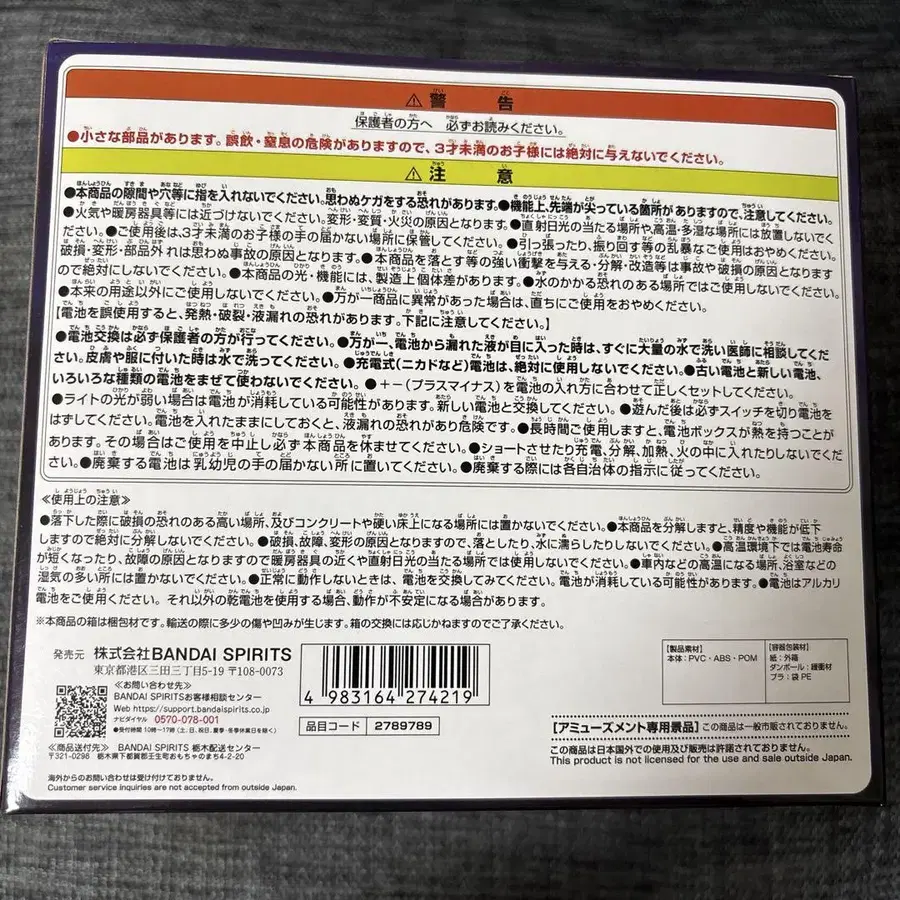 ⚠警告
保護者の方へ 必ずお読みください。
●小さな部品があります。誤飲・窒息の危険がありますので、3才未満のお子様には絶対に与えないでください。
⚠注意
●本商品の隙間や穴等に指を入れないでください。思わぬケガをする恐れがあります。●機能上、先端が尖っている箇所がありますので、注意してください。
●火気や暖房器具等には近づけないでください。変形・変質・火災の原因となります。●直射日光の当たる場所や、高温・多湿な場所には放置しないでください。
●ご使用後は、3才未満のお子様の手の届かない場所に保管してください。●引っ張ったり、振り回す等の乱暴なご使用はおやめください。
破損・変形・部品外れは思わぬ事故の原因となります。●本商品を落とす等の強い衝撃を与える・分解・改造等は事故や破損の原因となりますので絶対にしないでください。
●本商品の光・機能には、製造上個体差があります。●水のかかる恐れのある場所ではご使用しないでください。
●本来の用途以外にご使用しないでください。●万が一商品に異常があった場合は、直ちにご使用をおやめください。
【電池を誤使用すると、発熱・破裂・液漏れの恐れがあります。下記に注意してください。】
●電池交換は必ず保護者の方が行ってください。●万が一、電池から漏れた液が目に入った時は、すぐに大量の水で洗い医師に相談してください。
皮膚や服に付いた時は水で洗ってください。●充電式(ニカドなど)電池は、絶対に使用しないでください。●古い電池と新しい電池、
いろいろな種類の電池をまぜて使わないでください。●+−(プラスマイナス)を電池の入れ方に合わせて正しくセットしてください。
●ライトの光が弱い場合は電池が消耗している可能性があります。新しい電池と交換してください。●遊んだ後は必ずスイッチを切り電池を
はずしてください。電池を入れたままにしておくと、液漏れの恐れがあり危険です。●長時間ご使用しますと、電池ボックスが熱を持つことが
あります。その場合はご使用を中止し必ず本商品を休ませてください。●ショートさせたり充電、分解、加熱、火の中に入れたりしないでください。
●廃棄する電池は乳幼児の手の届かない所に置いてください。●廃棄する際には各自治体の指示に従ってください。
≪使用上の注意≫
●落下した際に破損の恐れのある高い場所、及びコンクリートや硬い床上になる場所には置かないでください。●本商品を分解しますと、精度や機能が低下
しますので絶対に分解しないでください。●破損、故障、変形の原因となりますので、落としたり、水に濡らしたりしないでください。●高温環境下では電池寿命
が短くなったり、故障の原因となりますので暖房器具の近くや直射日光の当たる場所では使用しないでください。●車内などの高温になる場所、浴室などの
湿気の多い所には置かないでください。●正常に動作しないときは、電池を交換してみてください。電池が消耗している可能性があります。●電池はアルカリ
電池をご使用ください。それ以外の乾電池を使用する場合、動作が不安定になる場合があります。
※本商品の箱は梱包材です。輸送の際に多少の傷や凹みが生じます。箱の交換には応じかねますのでご了承ください。
発売元 株式会社BANDAI SPIRITS
東京都港区三田三丁目5-19 〒108-0073
≪お問い合わせ先≫
BANDAI SPIRITSお客様相談センター
Web https://support.bandaispirits.co.jp
ナビダイヤル 0570-078-001
●受付時間 10時〜17時(土、日、祝日、夏季・冬季休業日を除く)
≪商品送付先≫ BANDAI SPIRITS 栃木配送センター
〒321-0298 栃木県下都賀郡壬生町おもちゃのまち4-2-20
海外からのお問い合わせは受け付けておりません。
Customer service inquiries are not accepted from outside Japan.
4 983164 274219
品目コード 2789789
【製品素材】
本体:PVC・ABS・POM
【容器包装材】
紙:外箱
ダンボール:緩衝材
プラ:袋 PE
【アミューズメント専用景品】この商品は一般市販されておりません。
この商品は日本国外での使用及び販売は許諾されておりません。
This product is not licensed for the use and sale outside Japan.